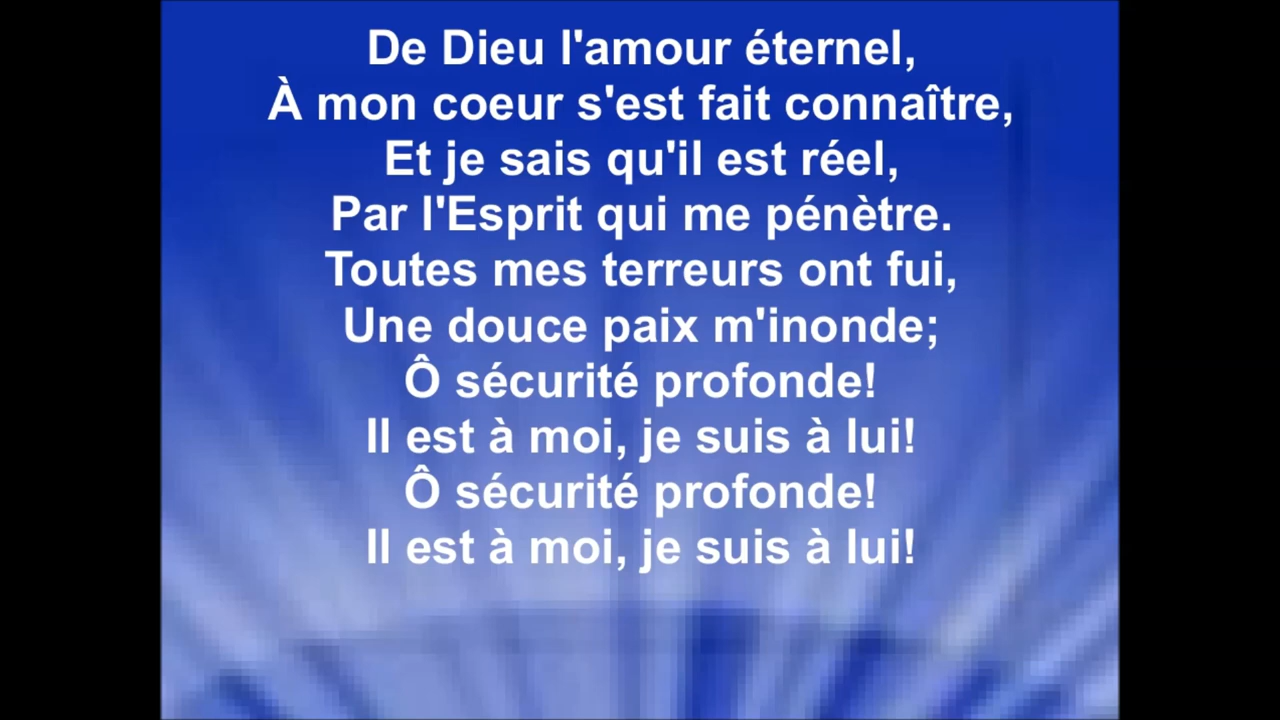 De Dieu l'amour éternel,
À mon coeur s'est fait connaître,
Et je sais qu'il est réel,
Par l'Esprit qui me pénètre.
Toutes mes terreurs ont fui,
Une douce paix m'inonde;
Ô sécurité profonde!
Il est à moi, je suis à lui!
Ô sécurité profonde!
Il est à moi, je suis à lui!